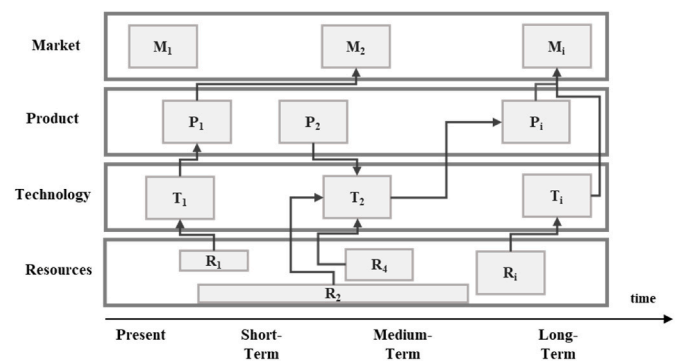 Market
M1
M2
Mi
Product
P1
P2
Pi
Technology
T1
T2
Ti
Resources
R1
R4
Ri
R2
time
Present
Short-
Term
Medium-
Term
Long-
Term